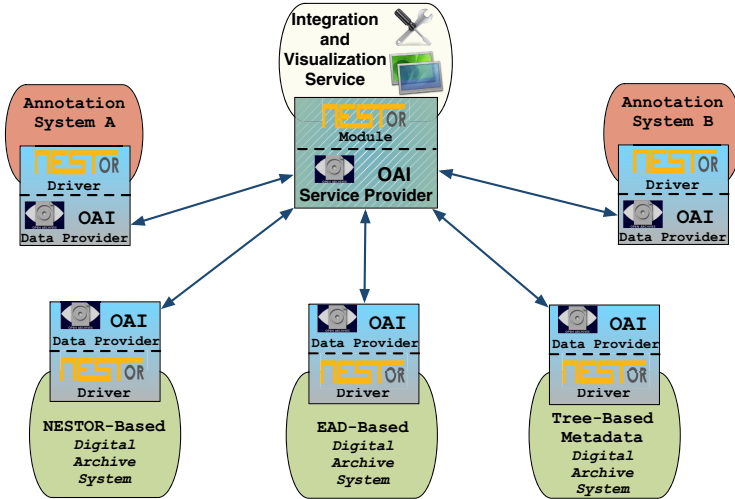 Integration
and
Visualization
Service
NESTOR
Module
OAI
Service Provider
Annotation
System A
NESTOR
Driver
OAI
Data Provider
Annotation
System B
NESTOR
Driver
OAI
Data Provider
OAI
Data Provider
NESTOR
Driver
NESTOR-Based
Digital
Archive
System
OAI
Data Provider
NESTOR
Driver
EAD-Based
Digital
Archive
System
OAI
Data Provider
NESTOR
Driver
Tree-Based
Metadata
Digital
Archive
System